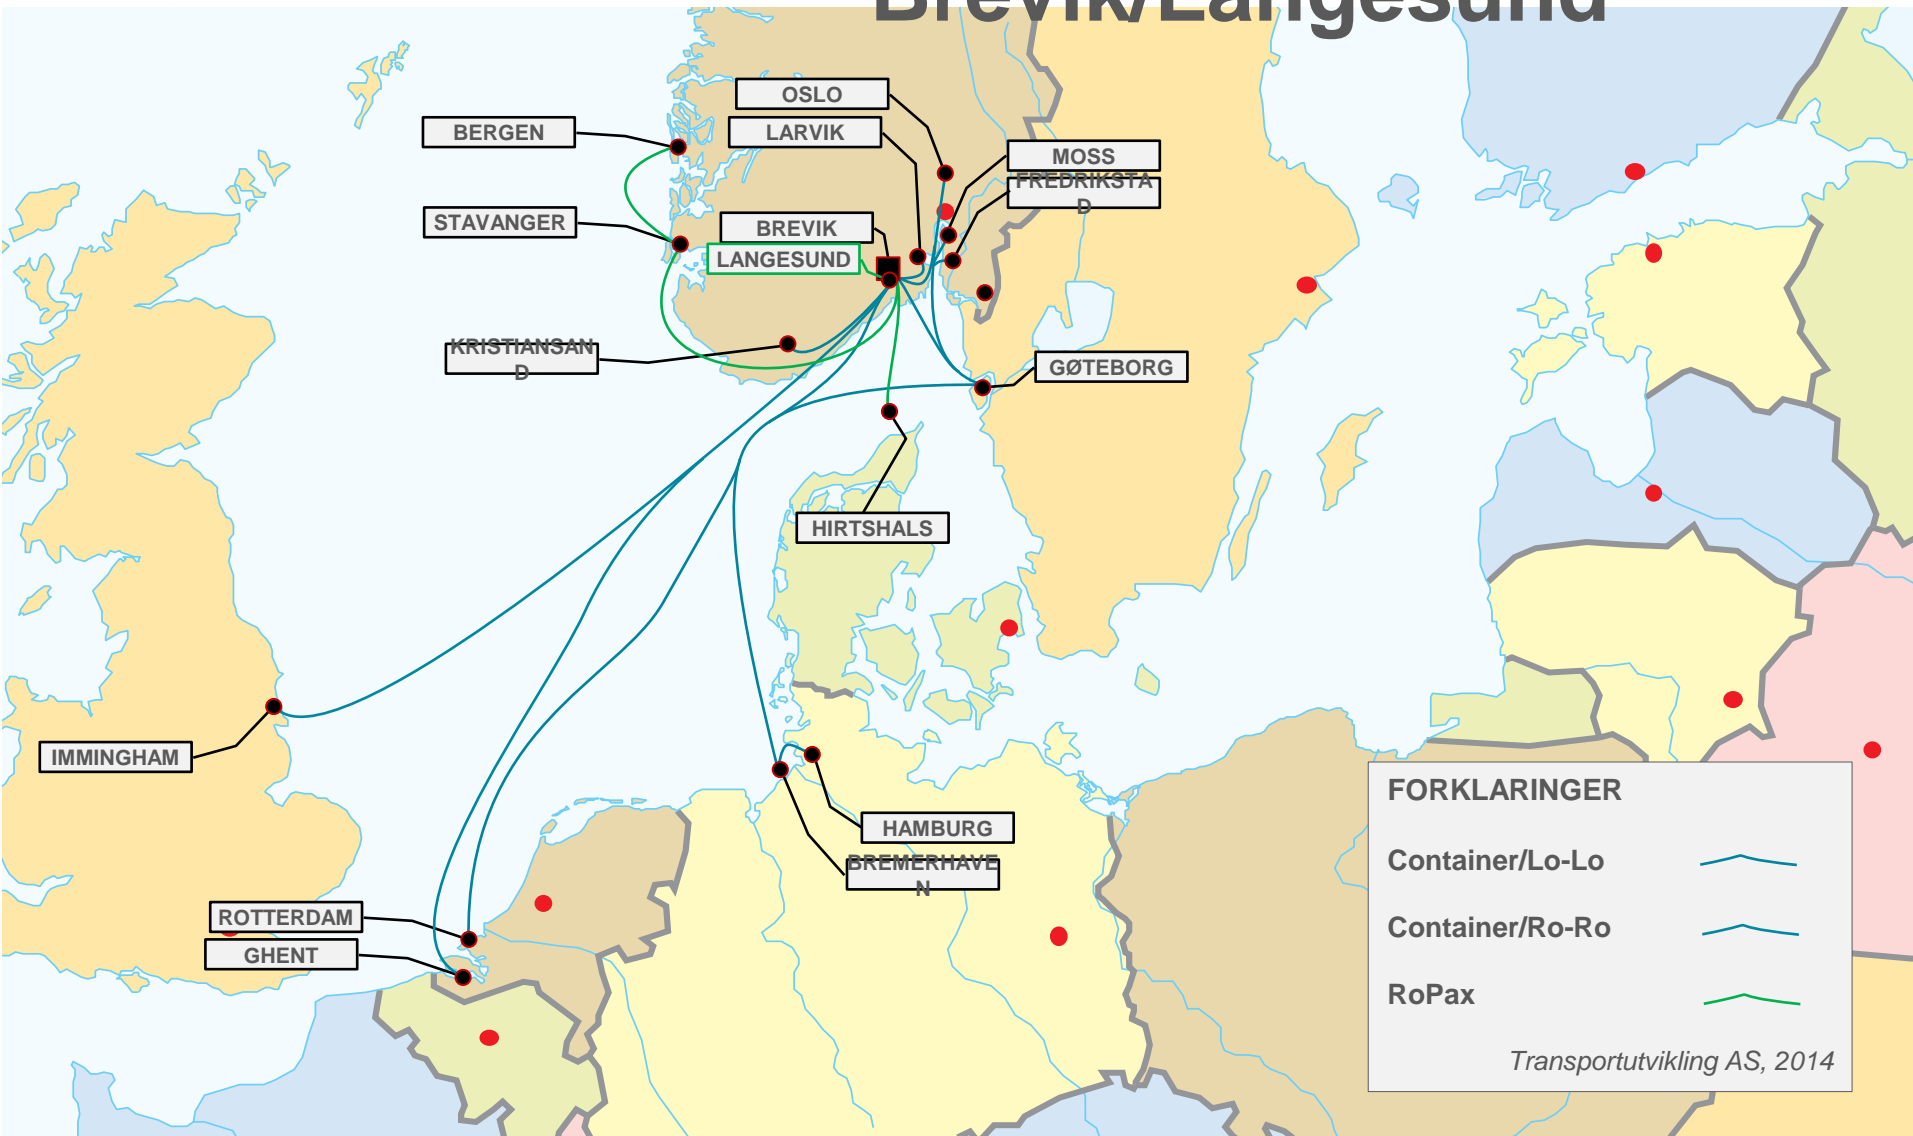 Brevik/Langesund
OSLO
BERGEN
LARVIK
MOSS
FREDRIKSTA
D
STAVANGER
BREVIK
LANGESUND
KRISTIANSAN
D
GØTEBORG
HIRTSHALS
IMMINGHAM
HAMBURG
BREMERHAVE
N
ROTTERDAM
GHENT
FORKLARINGER
Container/Lo-Lo
Container/Ro-Ro
RoPax
Transportutvikling AS, 2014